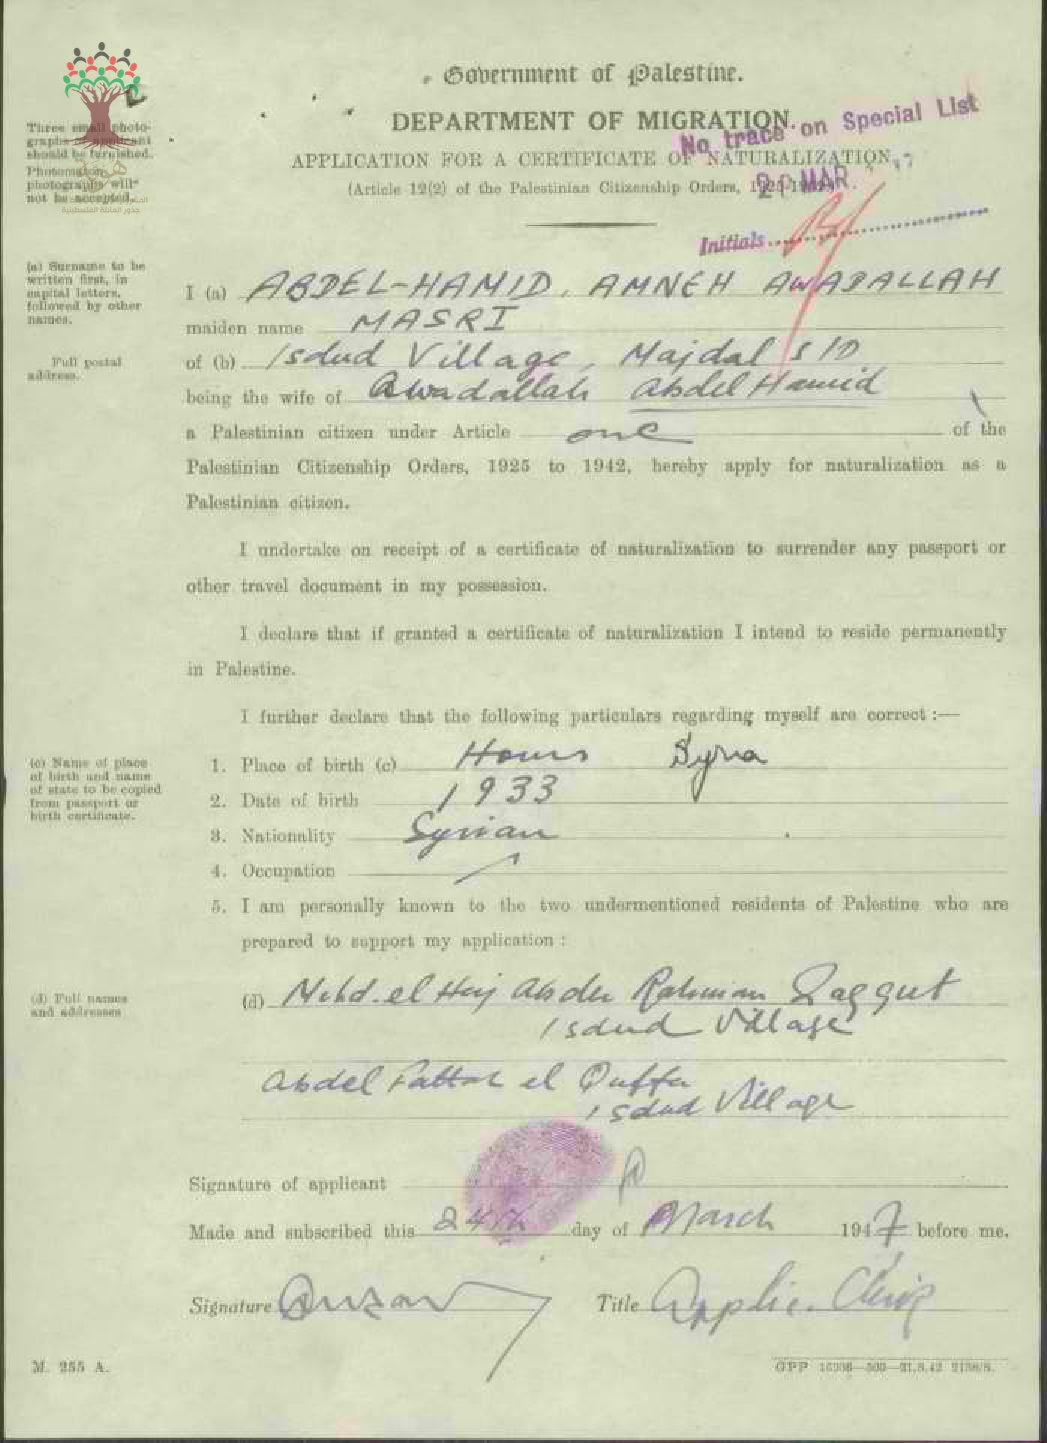 Government of Palestine.
DEPARTMENT OF MIGRATION.
No trace on Special List
APPLICATION FOR A CERTIFICATE OF NATURALIZATION.
(Article 12(2) of the Palestinian Citizenship Orders,
MAR
Initials
Three small photographs of applicant
should be furnished.
Photomaton
photographs will
not be accepted.
(a) Surname to be
written first, in
capital letters,
followed by other
names.
I (a) ABDEL-HAMID, AMNEH AWADALLAH
maiden name MASRI
Full postal
address.
of (b) Isdud Village, Majdal S/D
being the wife of Awadallah Abdel Hamid
a Palestinian citizen under Article one of the
Palestinian Citizenship Orders, 1925 to 1942, hereby apply for naturalization as a
Palestinian citizen.
I undertake on receipt of a certificate of naturalization to surrender any passport or
other travel document in my possession.
I declare that if granted a certificate of naturalization I intend to reside permanently
in Palestine.
I further declare that the following particulars regarding myself are correct :—
(c) Name of place
of birth and name
of state to be copied
from passport or
birth certificate.
1. Place of birth (c) Homs Syria
2. Date of birth 1933
3. Nationality Syrian
4. Occupation
5. I am personally known to the two undermentioned residents of Palestine who are
prepared to support my application :
(d) Full names
and addresses
(d) Mohd. el Haj Abder Rahman Zaqqut
Isdud Village
Abdel Fattah el
Isdud Village
Signature of applicant
Made and subscribed this 24th day of March 1947 before me.
Signature Title
M. 255 A.